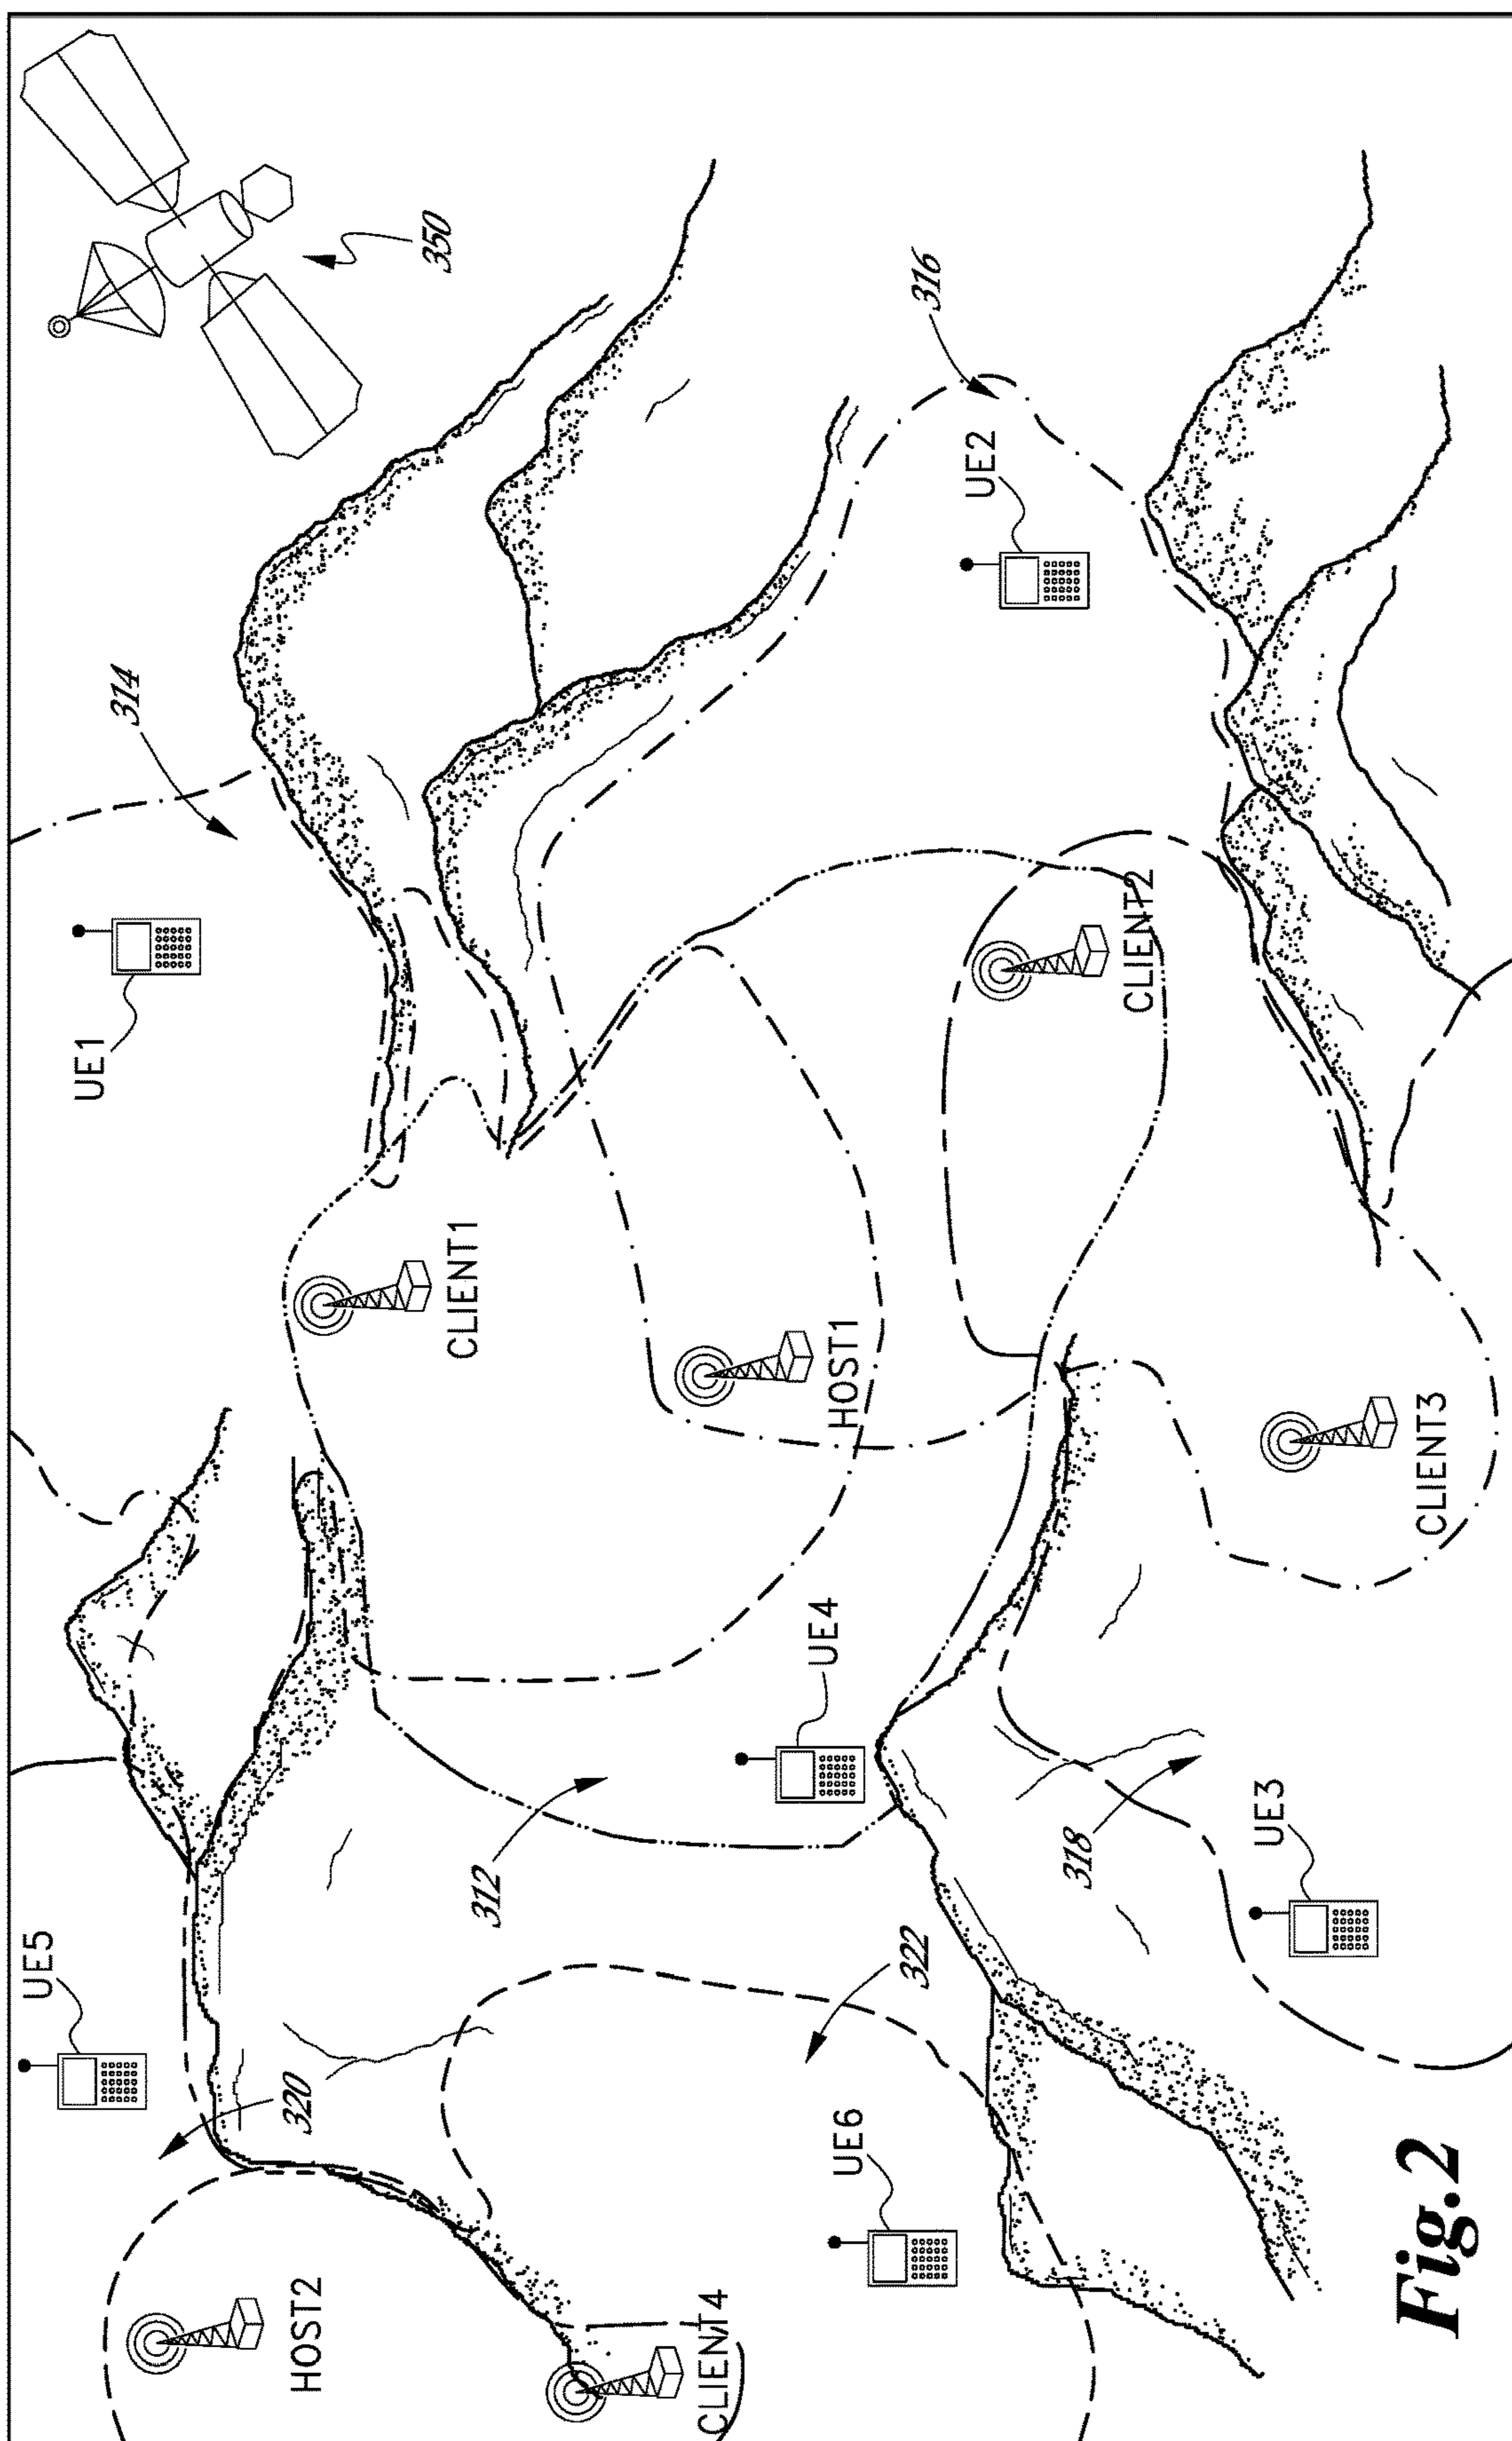 350
316
UE2
314
UE1
CLIENT2
CLIENT1
HOST1
CLIENT3
UE4
312
318
UE3
322
UE5
320
UE6
HOST2
CLIENT4
Fig.2